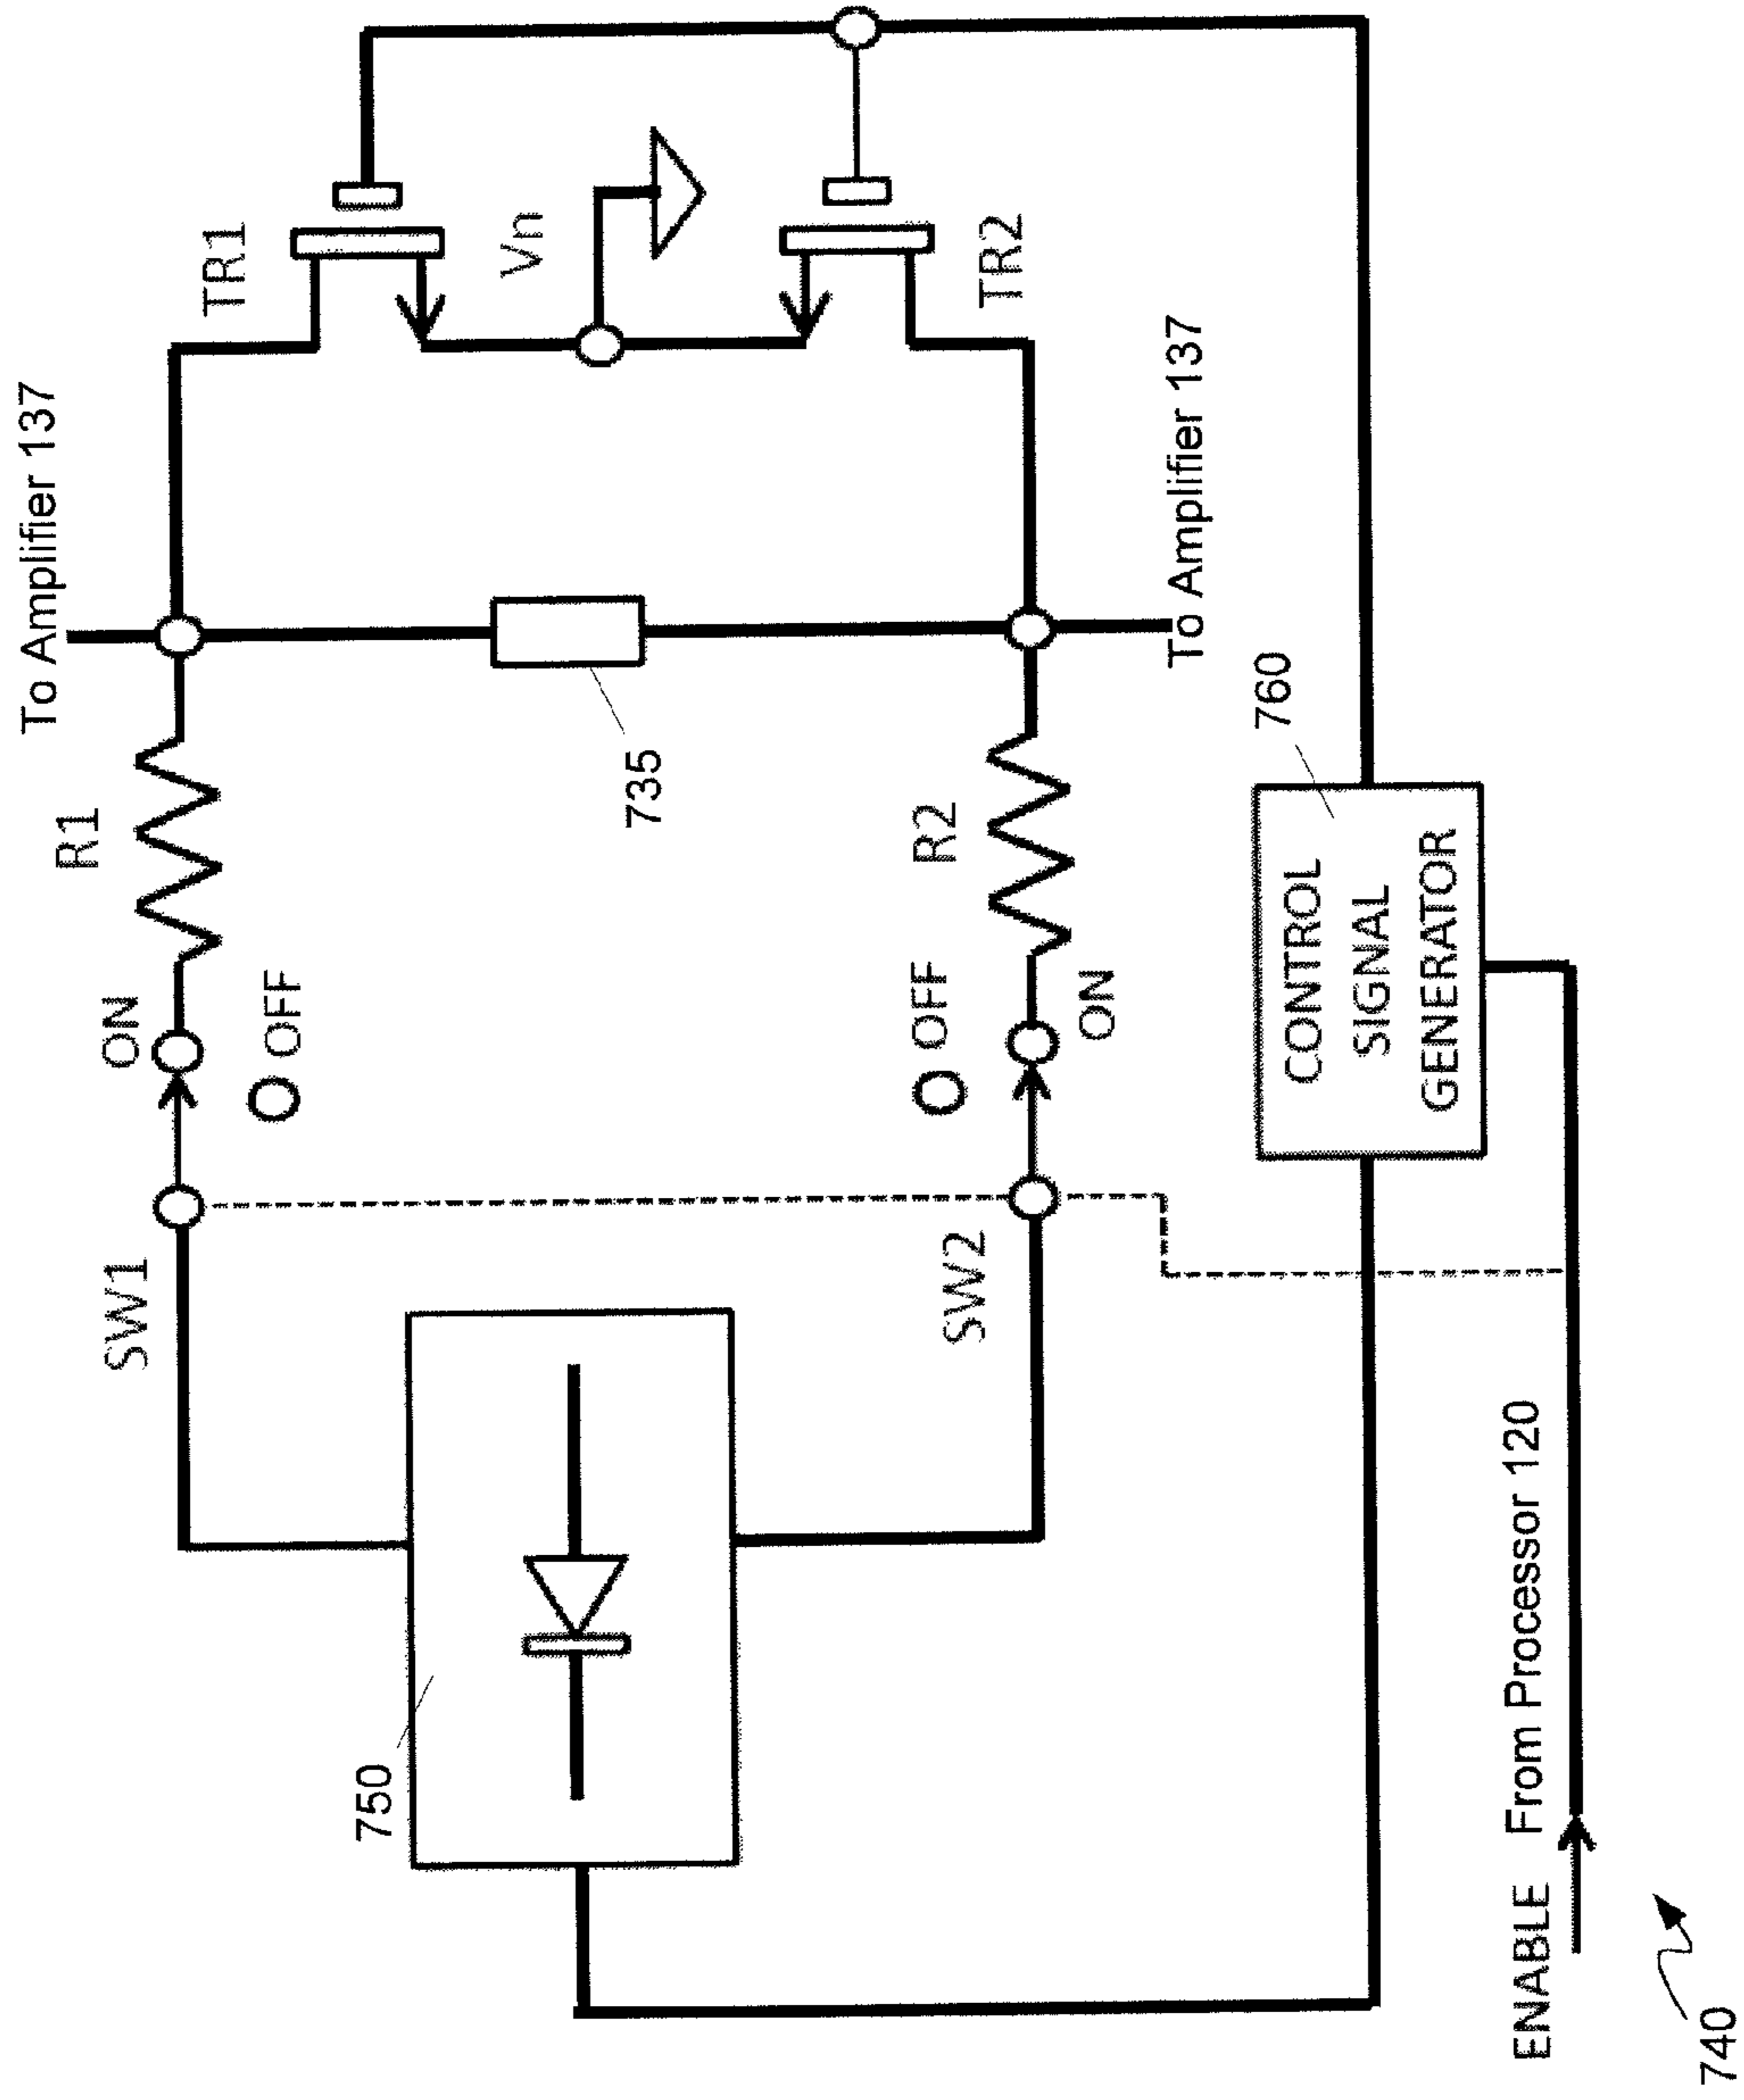 To Amplifier 137
R1
TR1
SW1
ON
OFF
Vn
750
735
TR2
OFF
R2
SW2
ON
To Amplifier 137
760
CONTROL
SIGNAL
GENERATOR
ENABLE From Processor 120
740